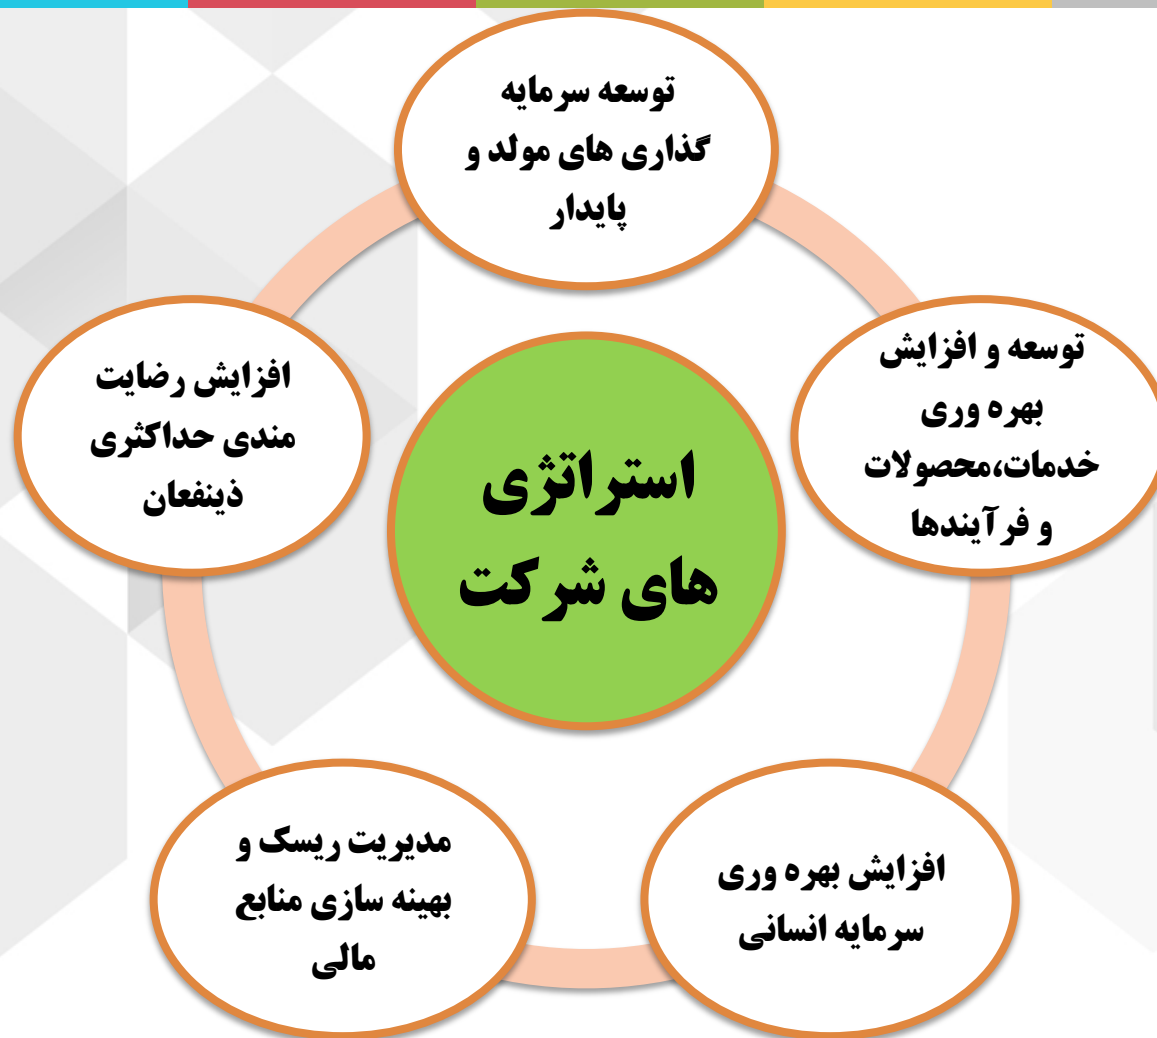 توسعه سرمایه
گذاری های مولد و
پایدار
توسعه و افزایش
بهره وری
خدمات،محصولات
و فرآیندها
افزایش رضایت
مندی حداکثری
ذینفعان
استراتژی
های شرکت
افزایش بهره وری
سرمایه انسانی
مدیریت ریسک و
بهینه سازی منابع
مالی